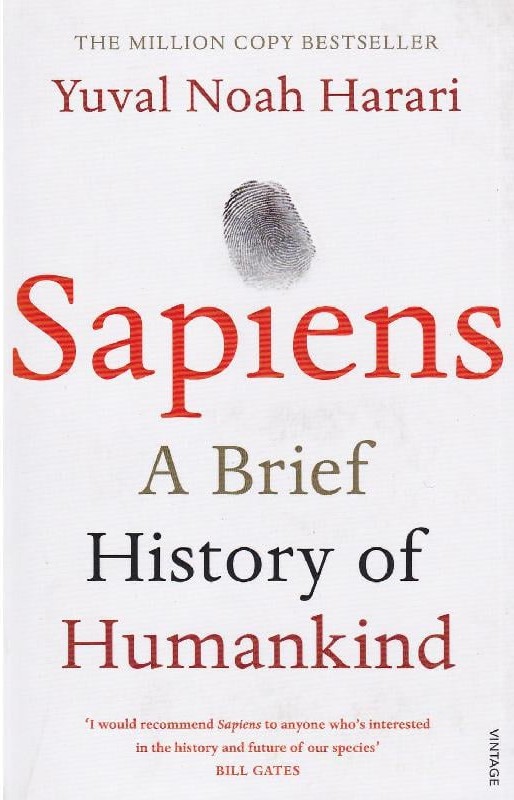 THE MILLION COPY BESTSELLER
Yuval Noah Harari
Sapiens
A Brief
History of
Humankind
‘I would recommend Sapiens to anyone who’s interested
in the history and future of our species’
BILL GATES
VINTAGE